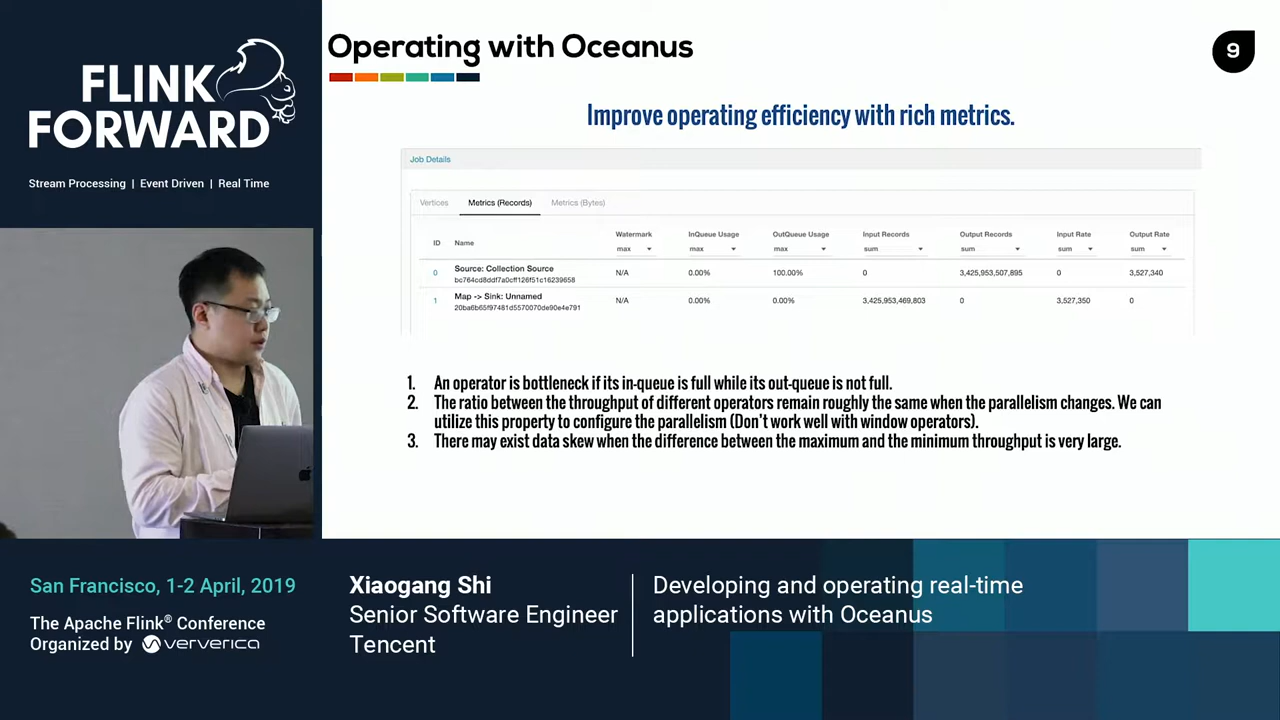 FLINK
FORWARD
Stream Processing | Event Driven | Real Time
Operating with Oceanus
9
Improve operating efficiency with rich metrics.
Job Details
Vertices Metrics (Records) Metrics (Bytes)
ID Name Watermark InQueue Usage OutQueue Usage Input Records Output Records Input Rate Output Rate
max max max sum sum sum sum
0 Source: Collection Source N/A 0.00% 100.00% 0 3,425,953,507,895 0 3,527,340
bc764cd8ddf7a0cff126f51c16239658
1 Map -> Sink: Unnamed N/A 0.00% 0.00% 3,425,953,469,803 0 3,527,350 0
20ba6b65f97481d5570070de90e4e791
1. An operator is bottleneck if its in-queue is full while its out-queue is not full.
2. The ratio between the throughput of different operators remain roughly the same when the parallelism changes. We can
utilize this property to configure the parallelism (Don't work well with window operators).
3. There may exist data skew when the difference between the maximum and the minimum throughput is very large.
San Francisco, 1-2 April, 2019
The Apache Flink® Conference
Organized by ververica
Xiaogang Shi
Senior Software Engineer
Tencent
Developing and operating real-time
applications with Oceanus